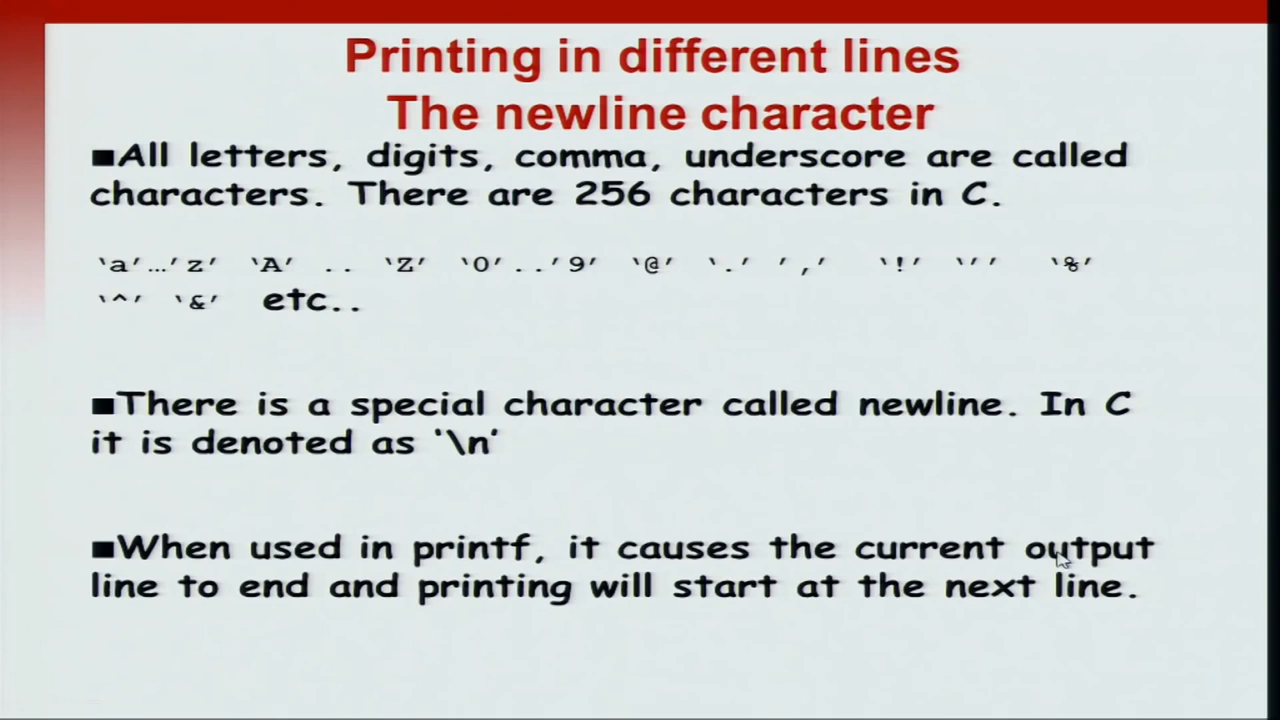 Printing in different lines
The newline character
■All letters, digits, comma, underscore are called
characters. There are 256 characters in C.
‘a’…’z’ ‘A’ .. ‘Z’ ‘0’..’9’ ‘@’ ‘.’ ’,’ ‘!’ ‘’’ ‘%’
‘^’ ‘&’ etc..
■There is a special character called newline. In C
it is denoted as ‘\n’
■When used in printf, it causes the current output
line to end and printing will start at the next line.